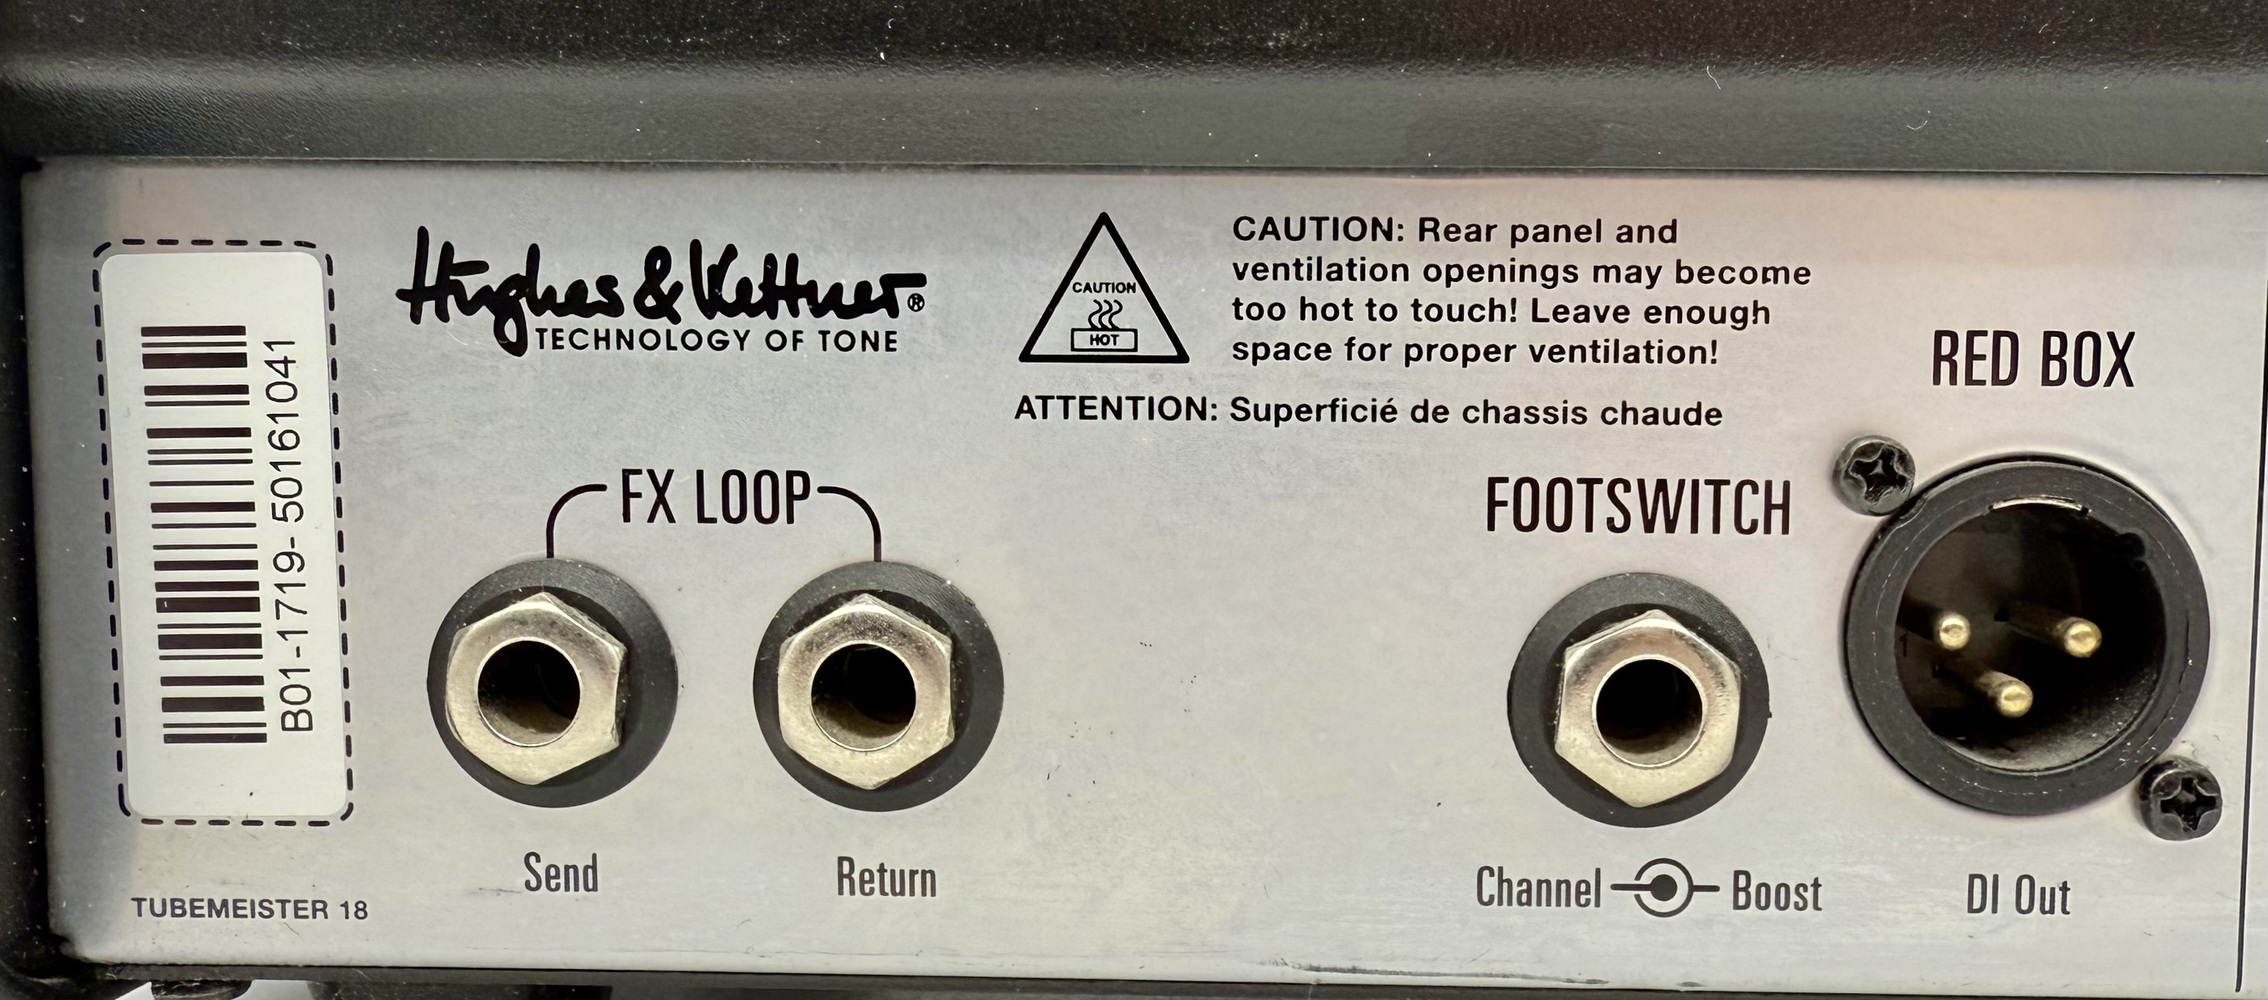 B01-1719-50161041
Hughes & Kettner®
TECHNOLOGY OF TONE
CAUTION
HOT
CAUTION: Rear panel and
ventilation openings may become
too hot to touch! Leave enough
space for proper ventilation!
ATTENTION: Superficié de chassis chaude
RED BOX
FX LOOP
FOOTSWITCH
1
Send
Return
Channel
Boost
DI Out
TUBEMEISTER 18